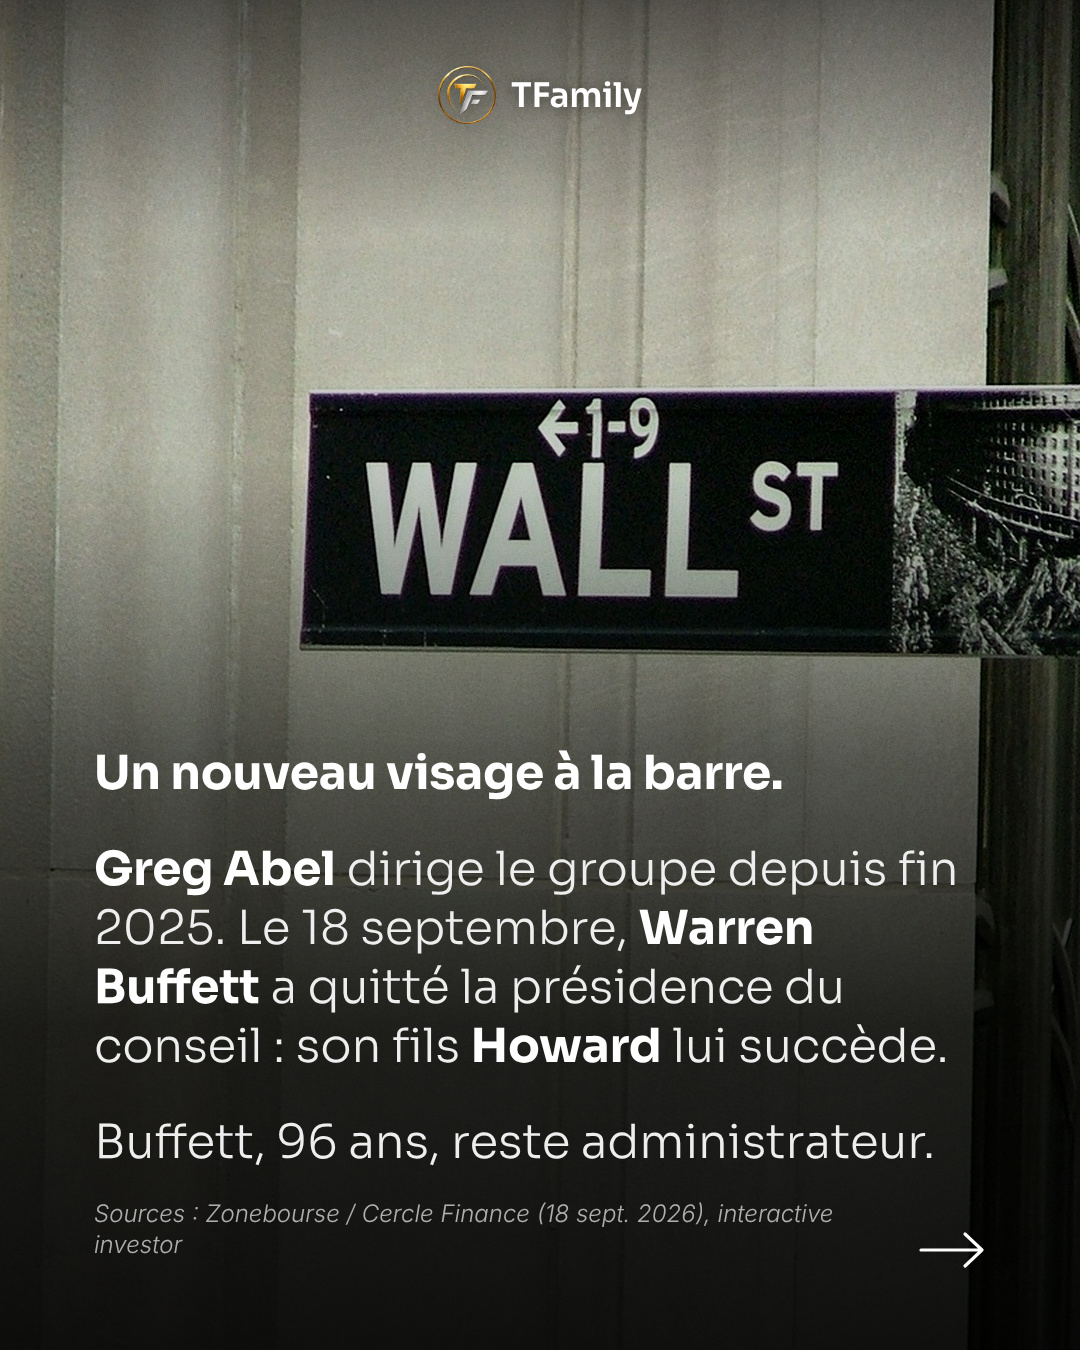 TF TFamily
←1-9
WALL ST
Un nouveau visage à la barre.
Greg Abel dirige le groupe depuis fin
2025. Le 18 septembre, Warren
Buffett a quitté la présidence du
conseil : son fils Howard lui succède.
Buffett, 96 ans, reste administrateur.
Sources : Zonebourse / Cercle Finance (18 sept. 2026), interactive
investor